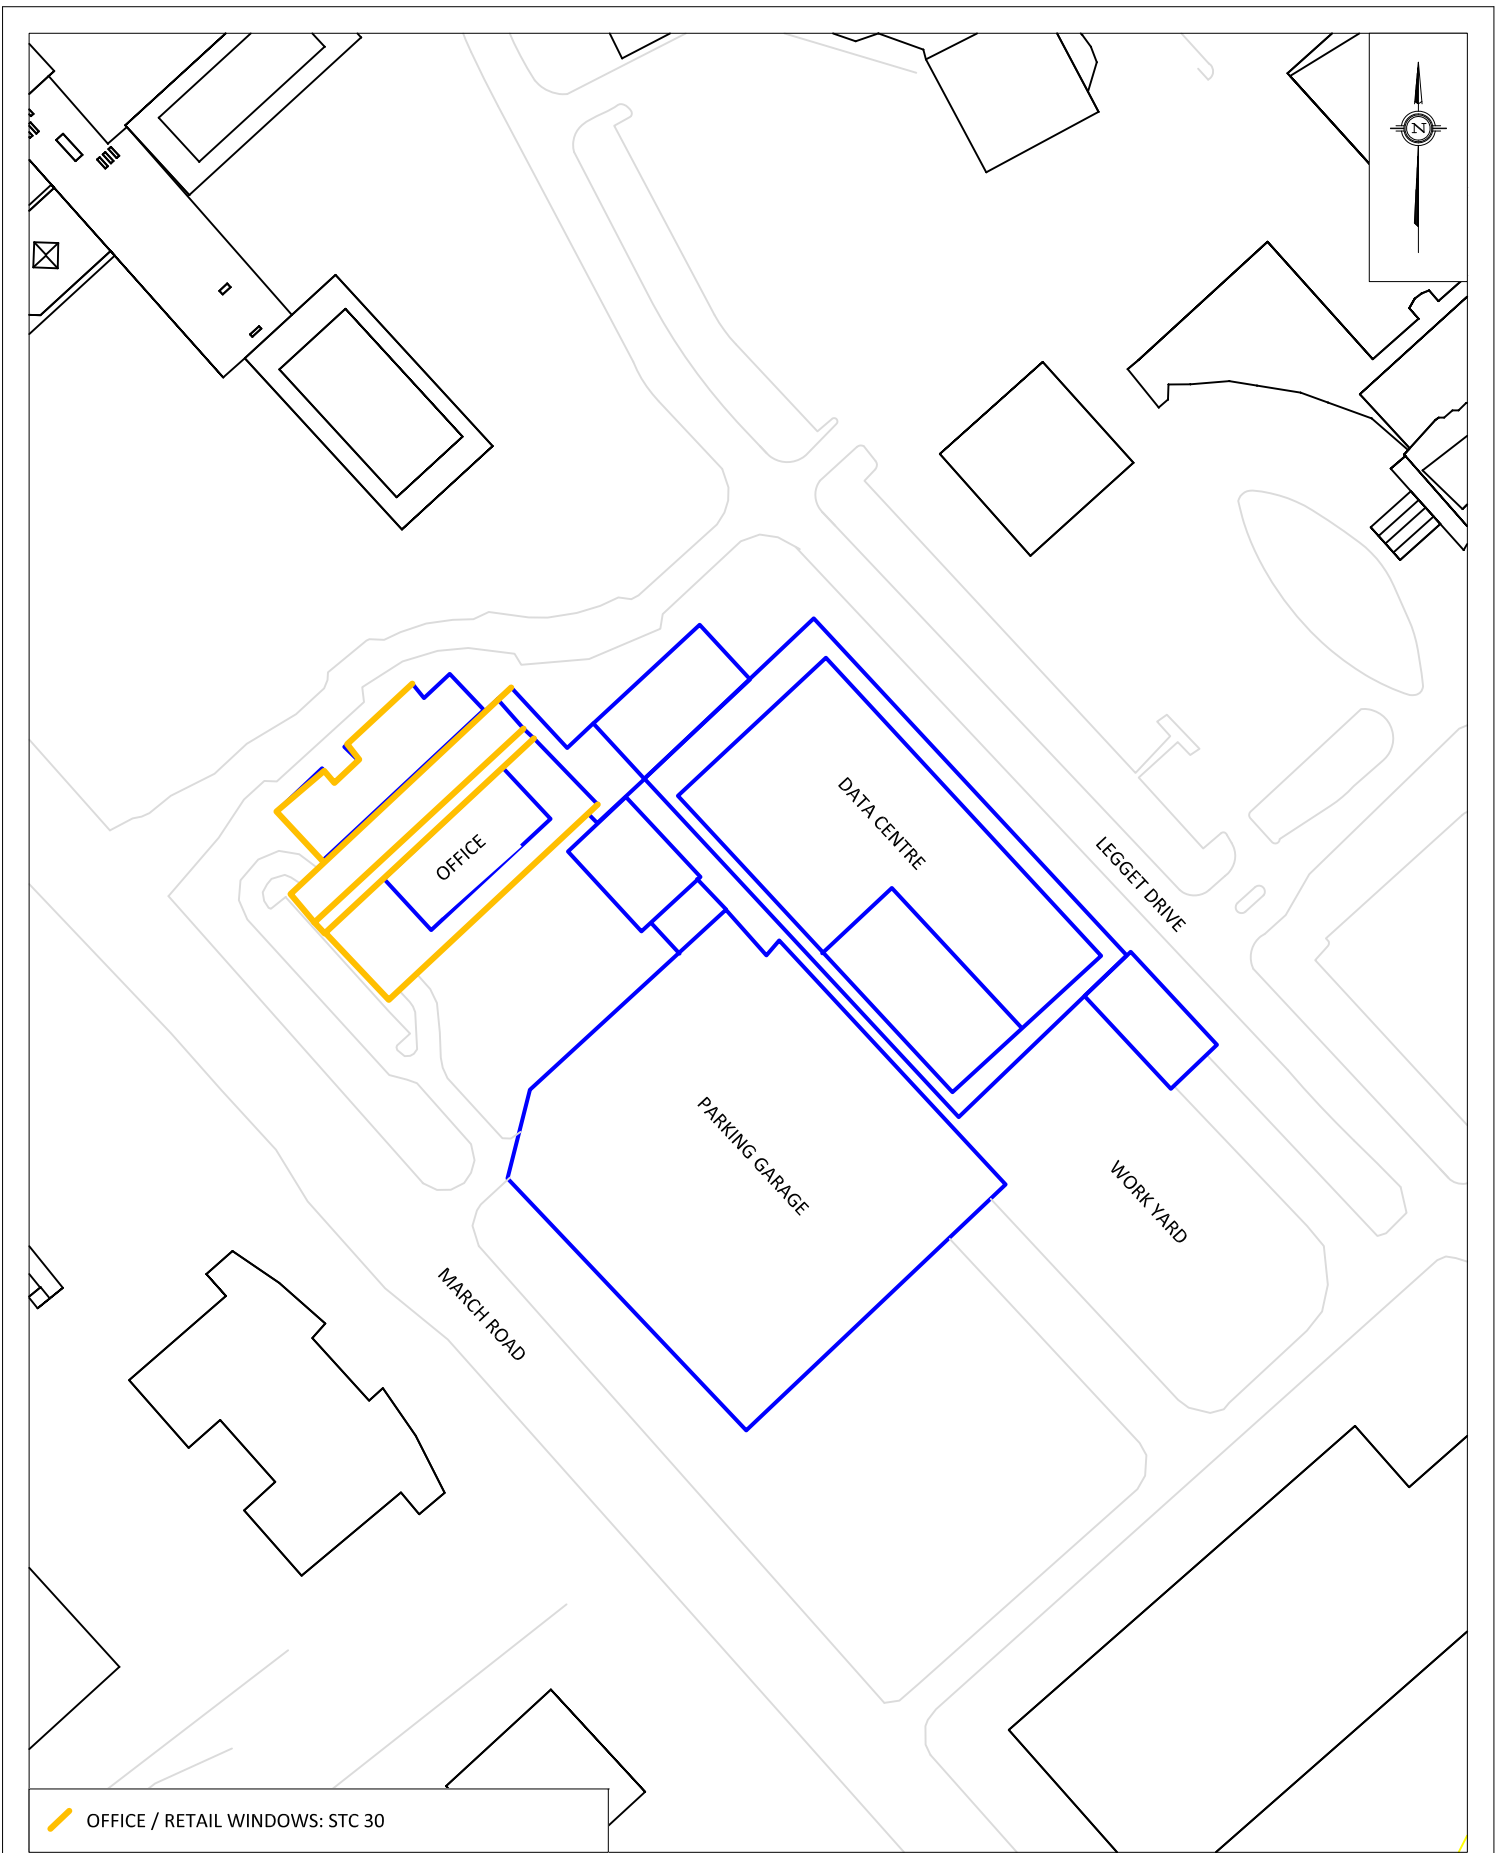 N
DATA CENTRE
LEGGET DRIVE
OFFICE
PARKING GARAGE
WORK YARD
MARCH ROAD
OFFICE / RETAIL WINDOWS: STC 30